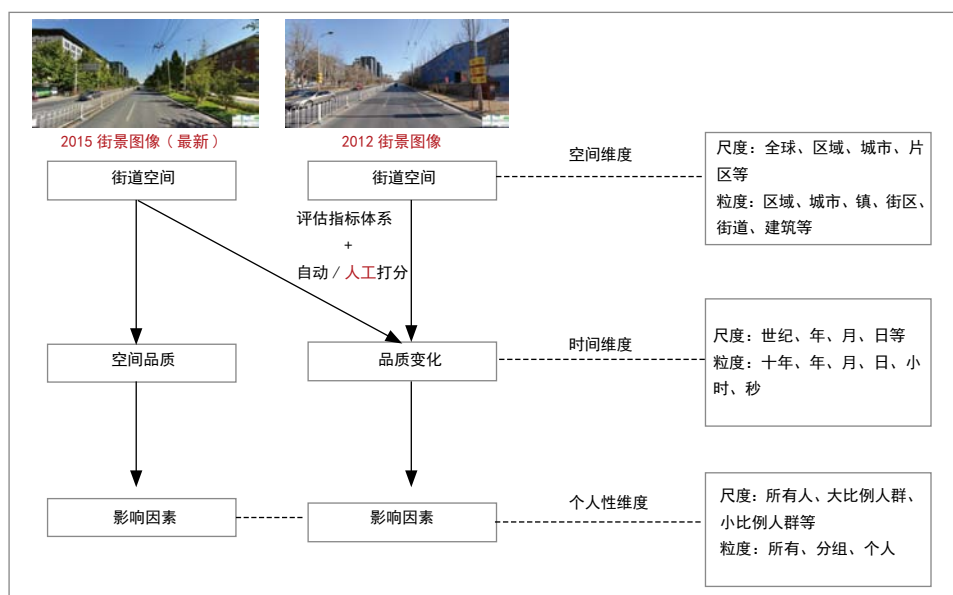 2015 街景图像（最新）
2012 街景图像
街道空间
街道空间
空间维度
尺度：全球、区域、城市、片
区等
粒度：区域、城市、镇、街区、
街道、建筑等
评估指标体系
+
自动 / 人工打分
空间品质
品质变化
时间维度
尺度：世纪、年、月、日等
粒度：十年、年、月、日、小
时、秒
影响因素
影响因素
个人性维度
尺度：所有人、大比例人群、
小比例人群等
粒度：所有、分组、个人